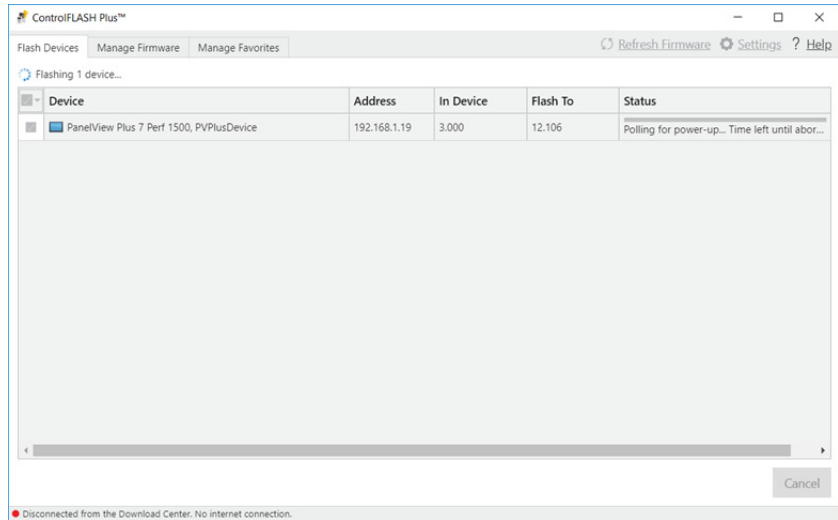 ControlFLASH Plus™
Flash Devices Manage Firmware Manage Favorites Refresh Firmware Settings ? Help
Flashing 1 device...
Device Address In Device Flash To Status
PanelView Plus 7 Perf 1500, PVPlusDevice 192.168.1.19 3.000 12.106 Polling for power-up... Time left until abor...
Cancel
Disconnected from the Download Center. No internet connection.